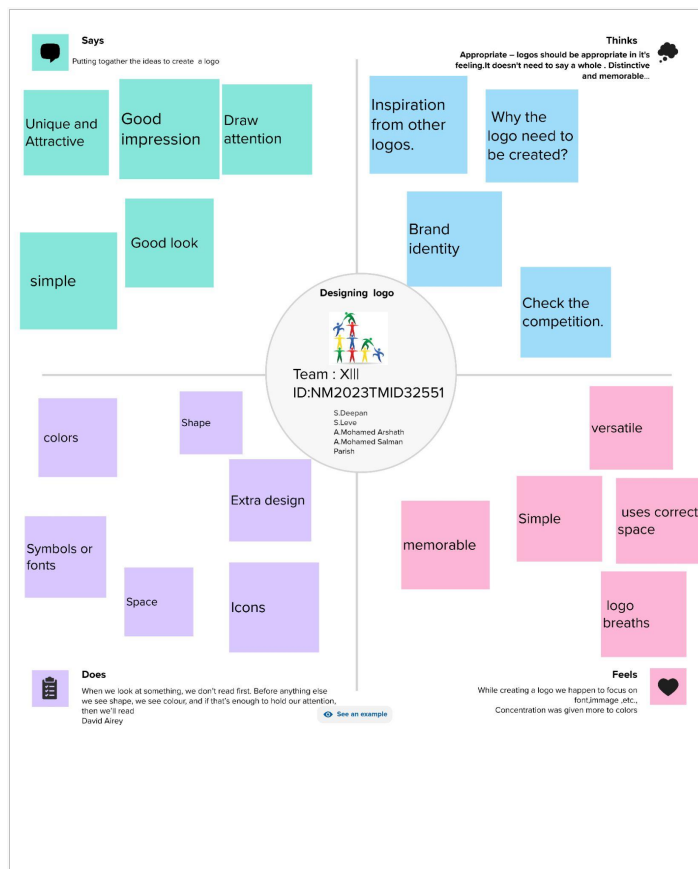 Says
Putting togather the ideas to create a logo
Unique and
Attractive
Good
impression
Draw
attention
simple
Good look
Thinks
Appropriate – logos should be appropriate in it's
feeling.It doesn't need to say a whole . Distinctive
and memorable...
Inspiration
from other
logos.
Why the
logo need to
be created?
Brand
identity
Check the
competition.
Designing logo
Team : XIII
ID:NM2023TMID32551
S.Deepan
S.Leve
A.Mohamed Arshath
A.Mohamed Salman
Parish
colors
Shape
Extra design
Symbols or
fonts
Space
Icons
Does
When we look at something, we don't read first. Before anything else
we see shape, we see colour, and if that's enough to hold our attention,
then we'll read
David Airey
See an example
versatile
memorable
Simple
uses correct
space
logo
breaths
Feels
While creating a logo we happen to focus on
font,immage ,etc.,
Concentration was given more to colors